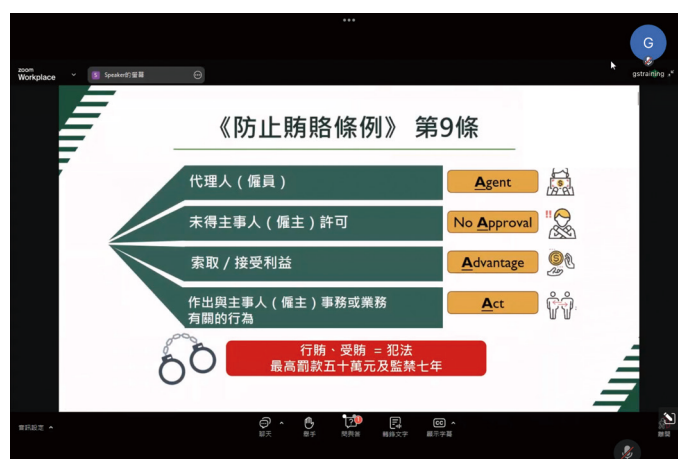 G
zoom
Workplace
S Speaker的螢幕
gstraining
《防止賄賂條例》 第9條
代理人（僱員）
Agent
未得主事人（僱主）許可
!! No Approval
索取 / 接受利益
Advantage
作出與主事人（僱主）事務或業務
有關的行為
Act
行賄、受賄 = 犯法
最高罰款五十萬元及監禁七年
音訊設定
聊天
舉手
問與答
1
轉錄文字
CC
顯示字幕
離開